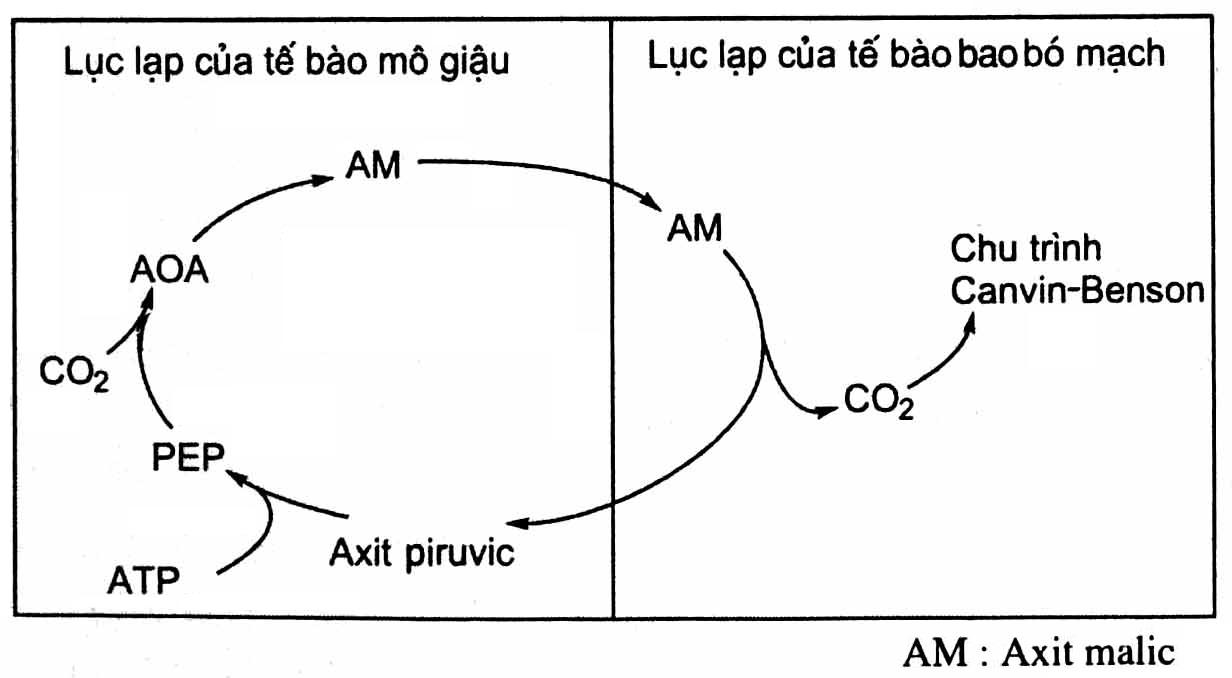 Lục lạp của tế bào mô giậu
Lục lạp của tế bào bao bó mạch
AM
AM
AOA
Chu trình
Canvin-Benson
CO₂
CO₂
PEP
Axit piruvic
ATP
AM : Axit malic